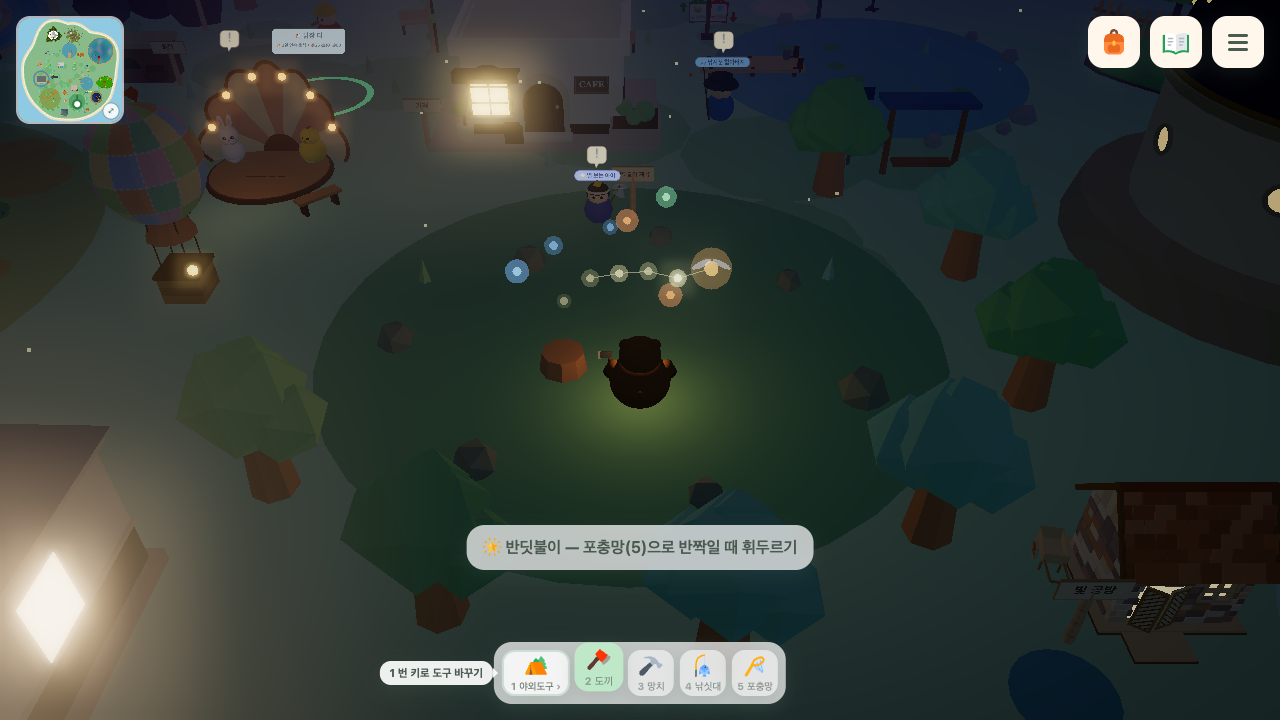 CAFE
반딧불이 — 포충망(5)으로 반짝일 때 휘두르기
빛 공방
1 번 키로 도구 바꾸기
1 야외도구 ›
2 도끼
3 망치
4 낚싯대
5 포충망